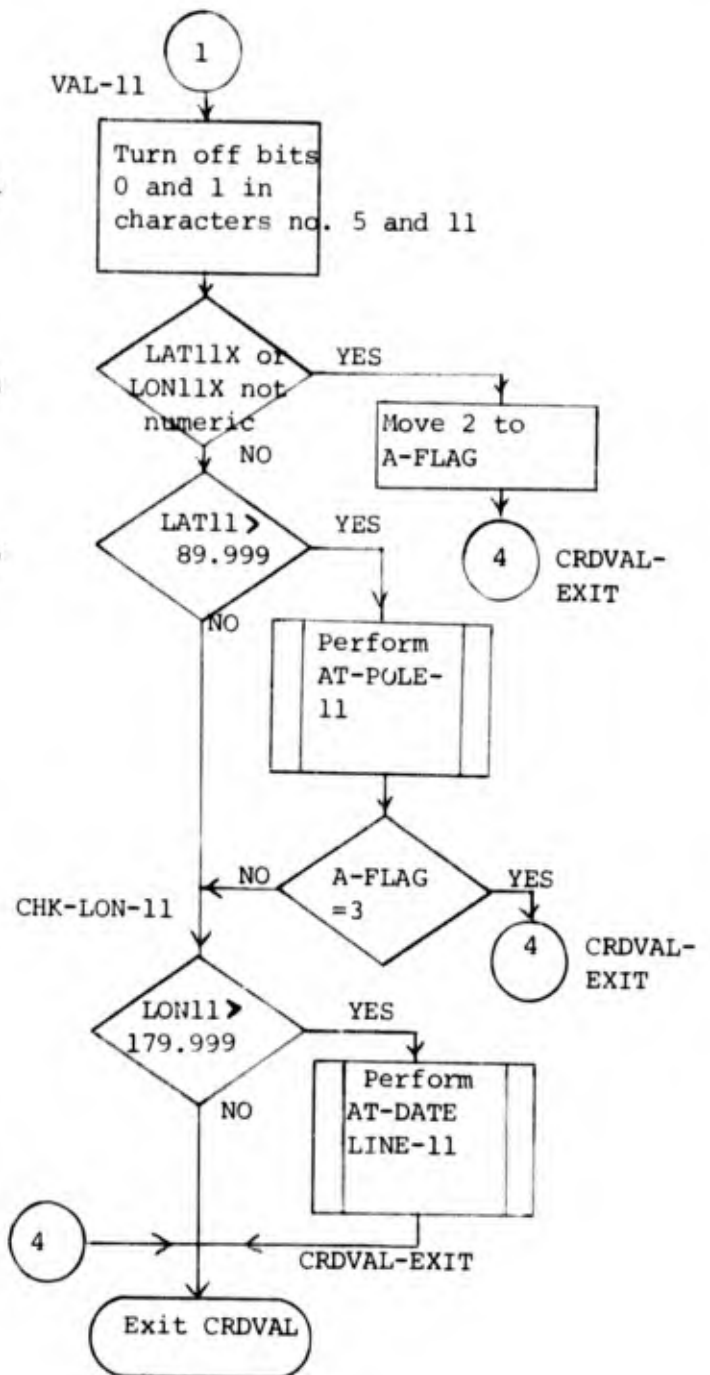 1
VAL-11
Turn off bits
0 and 1 in
characters no. 5 and 11
LAT11X or
LON11X not
numeric
YES
NO
Move 2 to
A-FLAG
4
CRDVAL-
EXIT
LAT11 >
89.999
YES
NO
Perform
AT-POLE-
11
A-FLAG
=3
NO
YES
4
CRDVAL-
EXIT
CHK-LON-11
LON11 >
179.999
YES
NO
Perform
AT-DATE
LINE-11
4
CRDVAL-EXIT
Exit CRDVAL